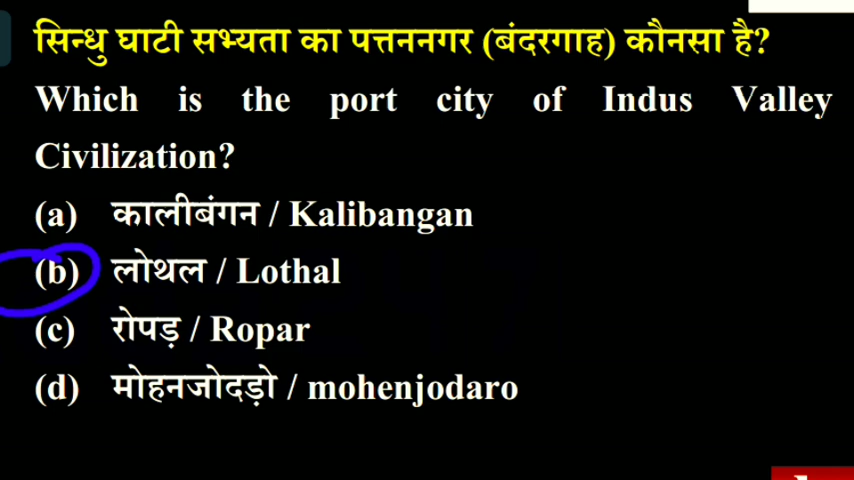 सिन्धु घाटी सभ्यता का पत्तननगर (बंदरगाह) कौनसा है?
Which is the port city of Indus Valley
Civilization?
(a) कालीबंगन / Kalibangan
(b) लोथल / Lothal
(c) रोपड़ / Ropar
(d) मोहनजोदड़ो / mohenjodaro